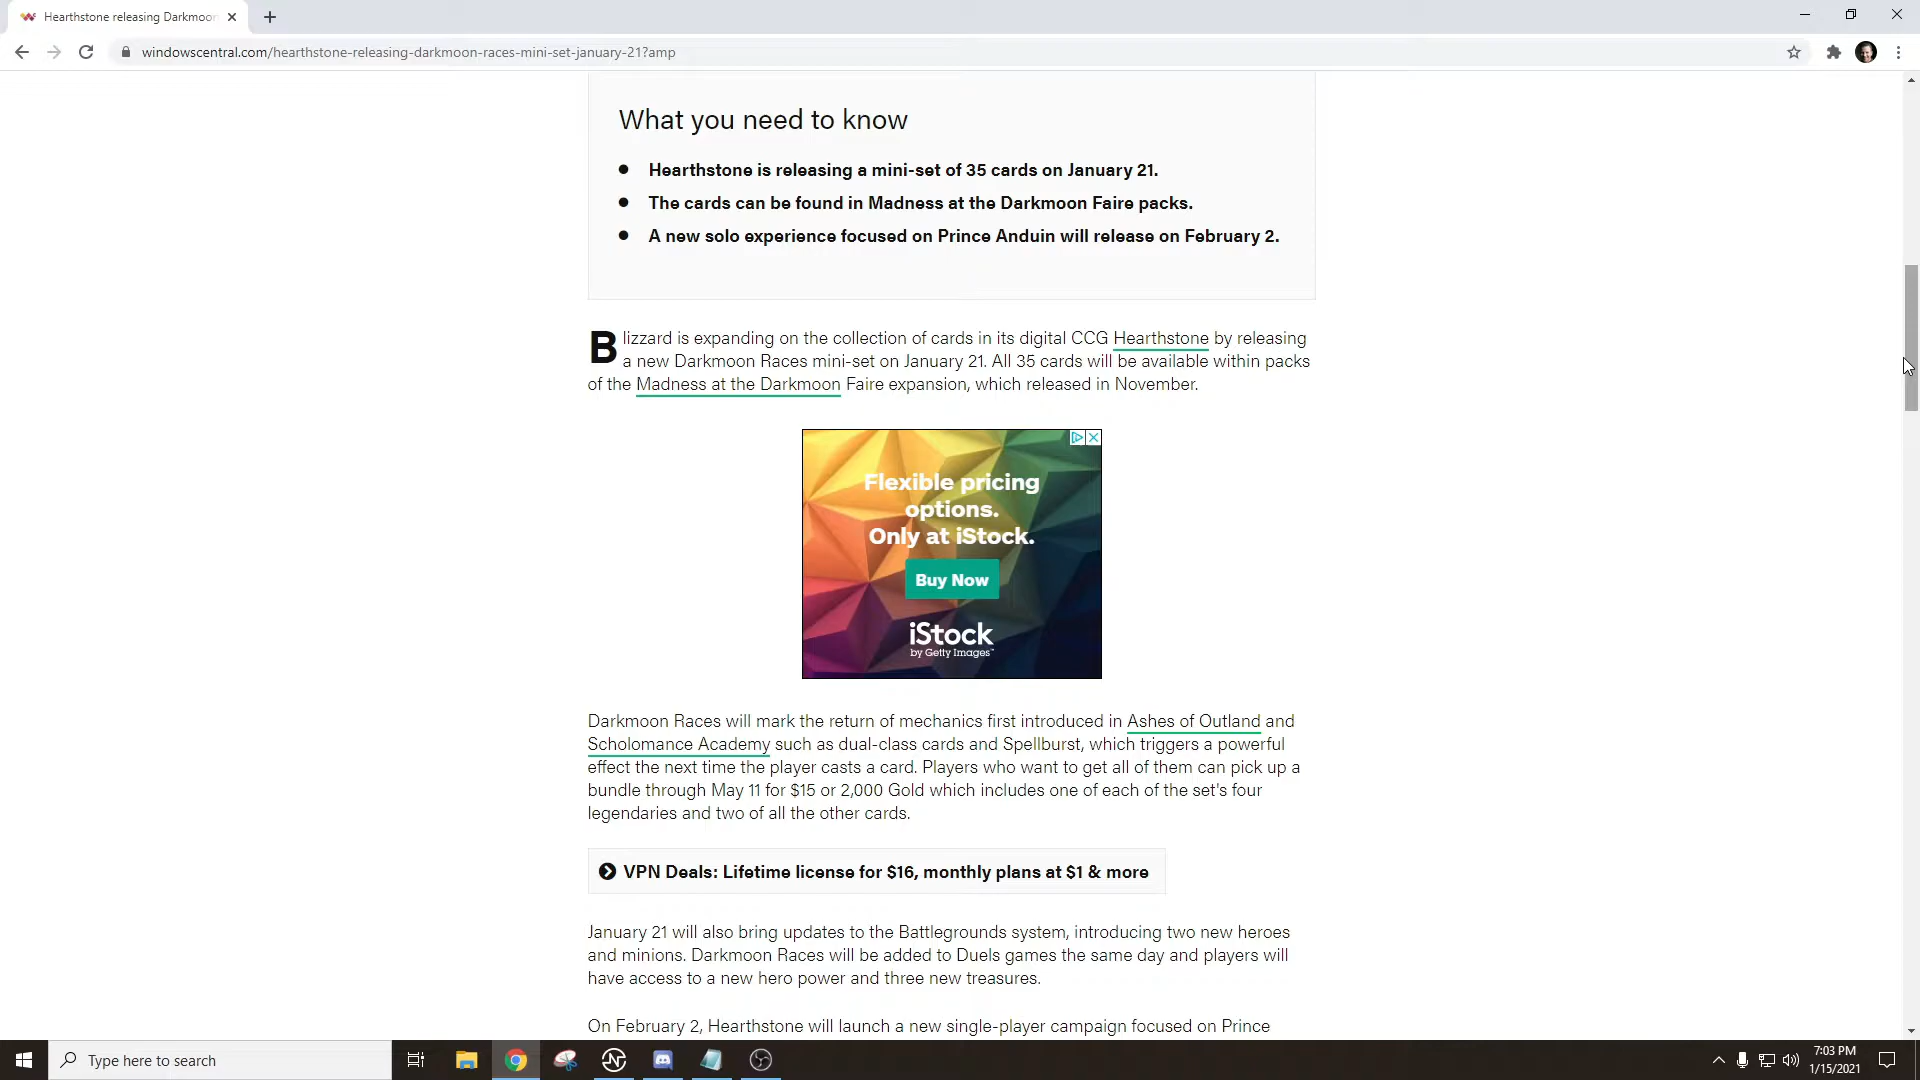 Hearthstone releasing Darkmoon
windowscentral.com/hearthstone-releasing-darkmoon-races-mini-set-january-21?amp
What you need to know
Hearthstone is releasing a mini-set of 35 cards on January 21.
The cards can be found in Madness at the Darkmoon Faire packs.
A new solo experience focused on Prince Anduin will release on February 2.
Blizzard is expanding on the collection of cards in its digital CCG Hearthstone by releasing
a new Darkmoon Races mini-set on January 21. All 35 cards will be available within packs
of the Madness at the Darkmoon Faire expansion, which released in November.
Flexible pricing
options.
Only at iStock.
Buy Now
iStock
by Getty Images™
Darkmoon Races will mark the return of mechanics first introduced in Ashes of Outland and
Scholomance Academy such as dual-class cards and Spellburst, which triggers a powerful
effect the next time the player casts a card. Players who want to get all of them can pick up a
bundle through May 11 for $15 or 2,000 Gold which includes one of each of the set's four
legendaries and two of all the other cards.
VPN Deals: Lifetime license for $16, monthly plans at $1 & more
January 21 will also bring updates to the Battlegrounds system, introducing two new heroes
and minions. Darkmoon Races will be added to Duels games the same day and players will
have access to a new hero power and three new treasures.
On February 2, Hearthstone will launch a new single-player campaign focused on Prince
Type here to search
7:03 PM
1/15/2021